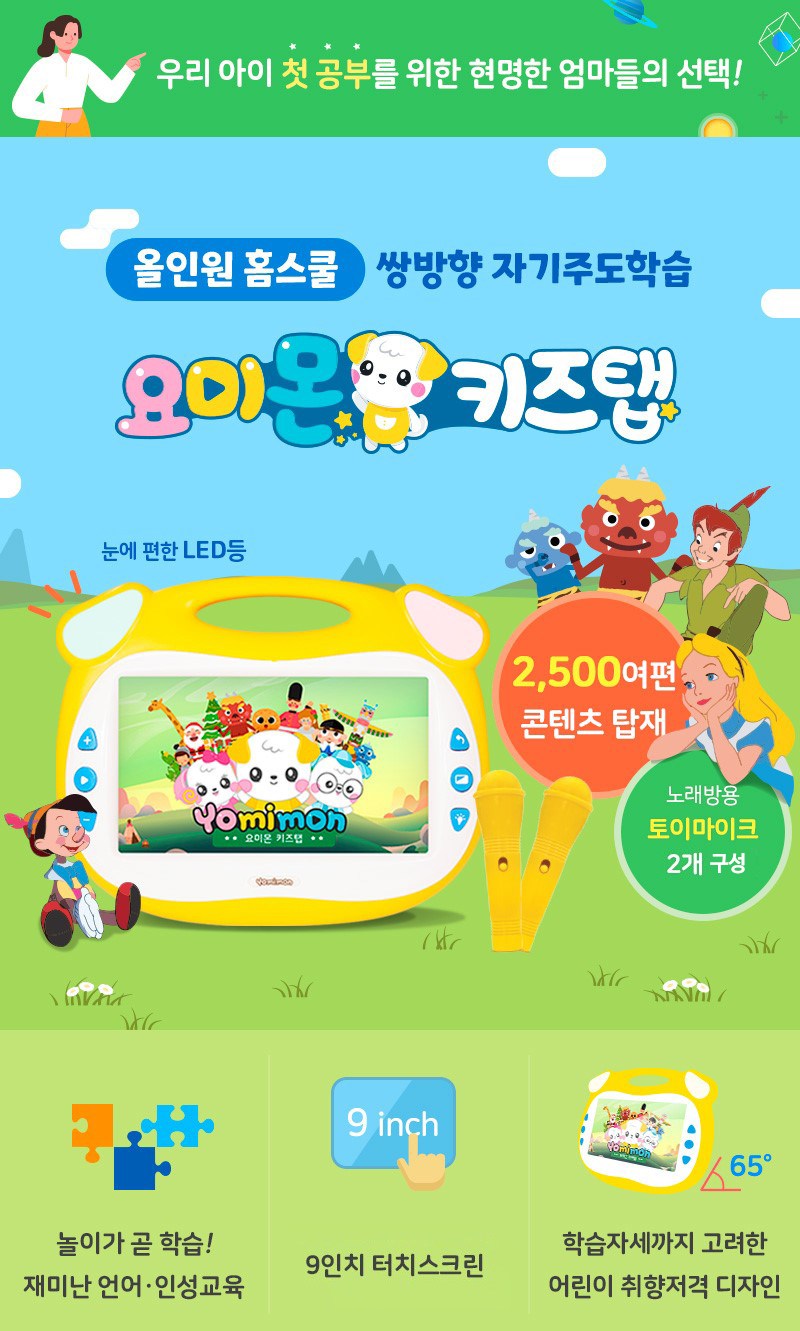 우리 아이 첫 공부를 위한 현명한 엄마들의 선택!
올인원 홈스쿨 쌍방향 자기주도학습
요미몬 키즈탭
눈에 편한 LED등
2,500여편
콘텐츠 탑재
Yomimon
요미몬 키즈탭
yomimon
노래방용
토이마이크
2개 구성
9 inch
65°
놀이가 곧 학습!
재미난 언어·인성교육
9인치 터치스크린
학습자세까지 고려한
어린이 취향저격 디자인